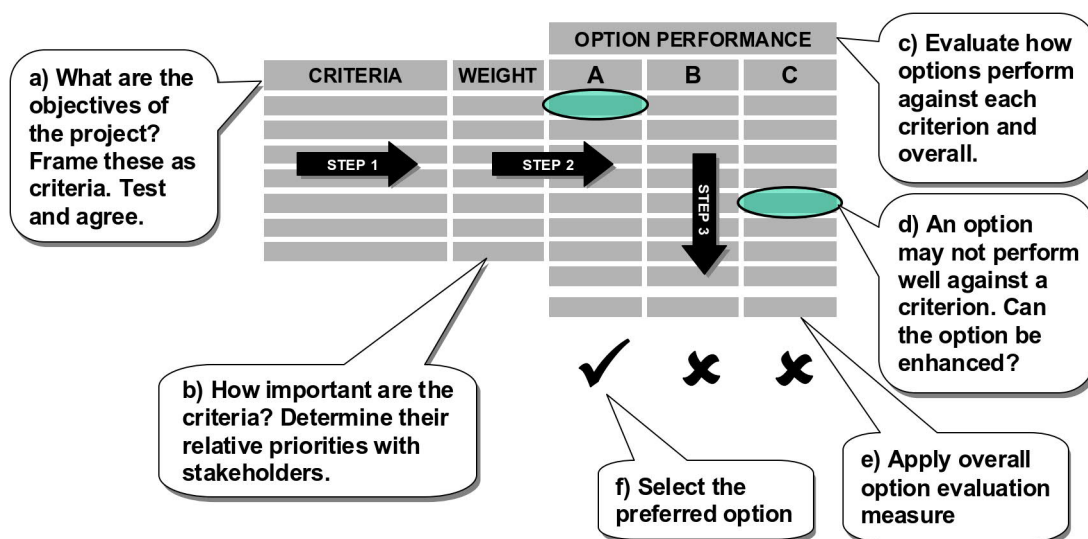 a) What are the
objectives of
the project?
Frame these as
criteria. Test
and agree.
OPTION PERFORMANCE
CRITERIA
WEIGHT
A
B
C
STEP 1
STEP 2
STEP 3
c) Evaluate how
options perform
against each
criterion and
overall.
d) An option
may not perform
well against a
criterion. Can
the option be
enhanced?
b) How important are the
criteria? Determine their
relative priorities with
stakeholders.
f) Select the
preferred option
e) Apply overall
option evaluation
measure